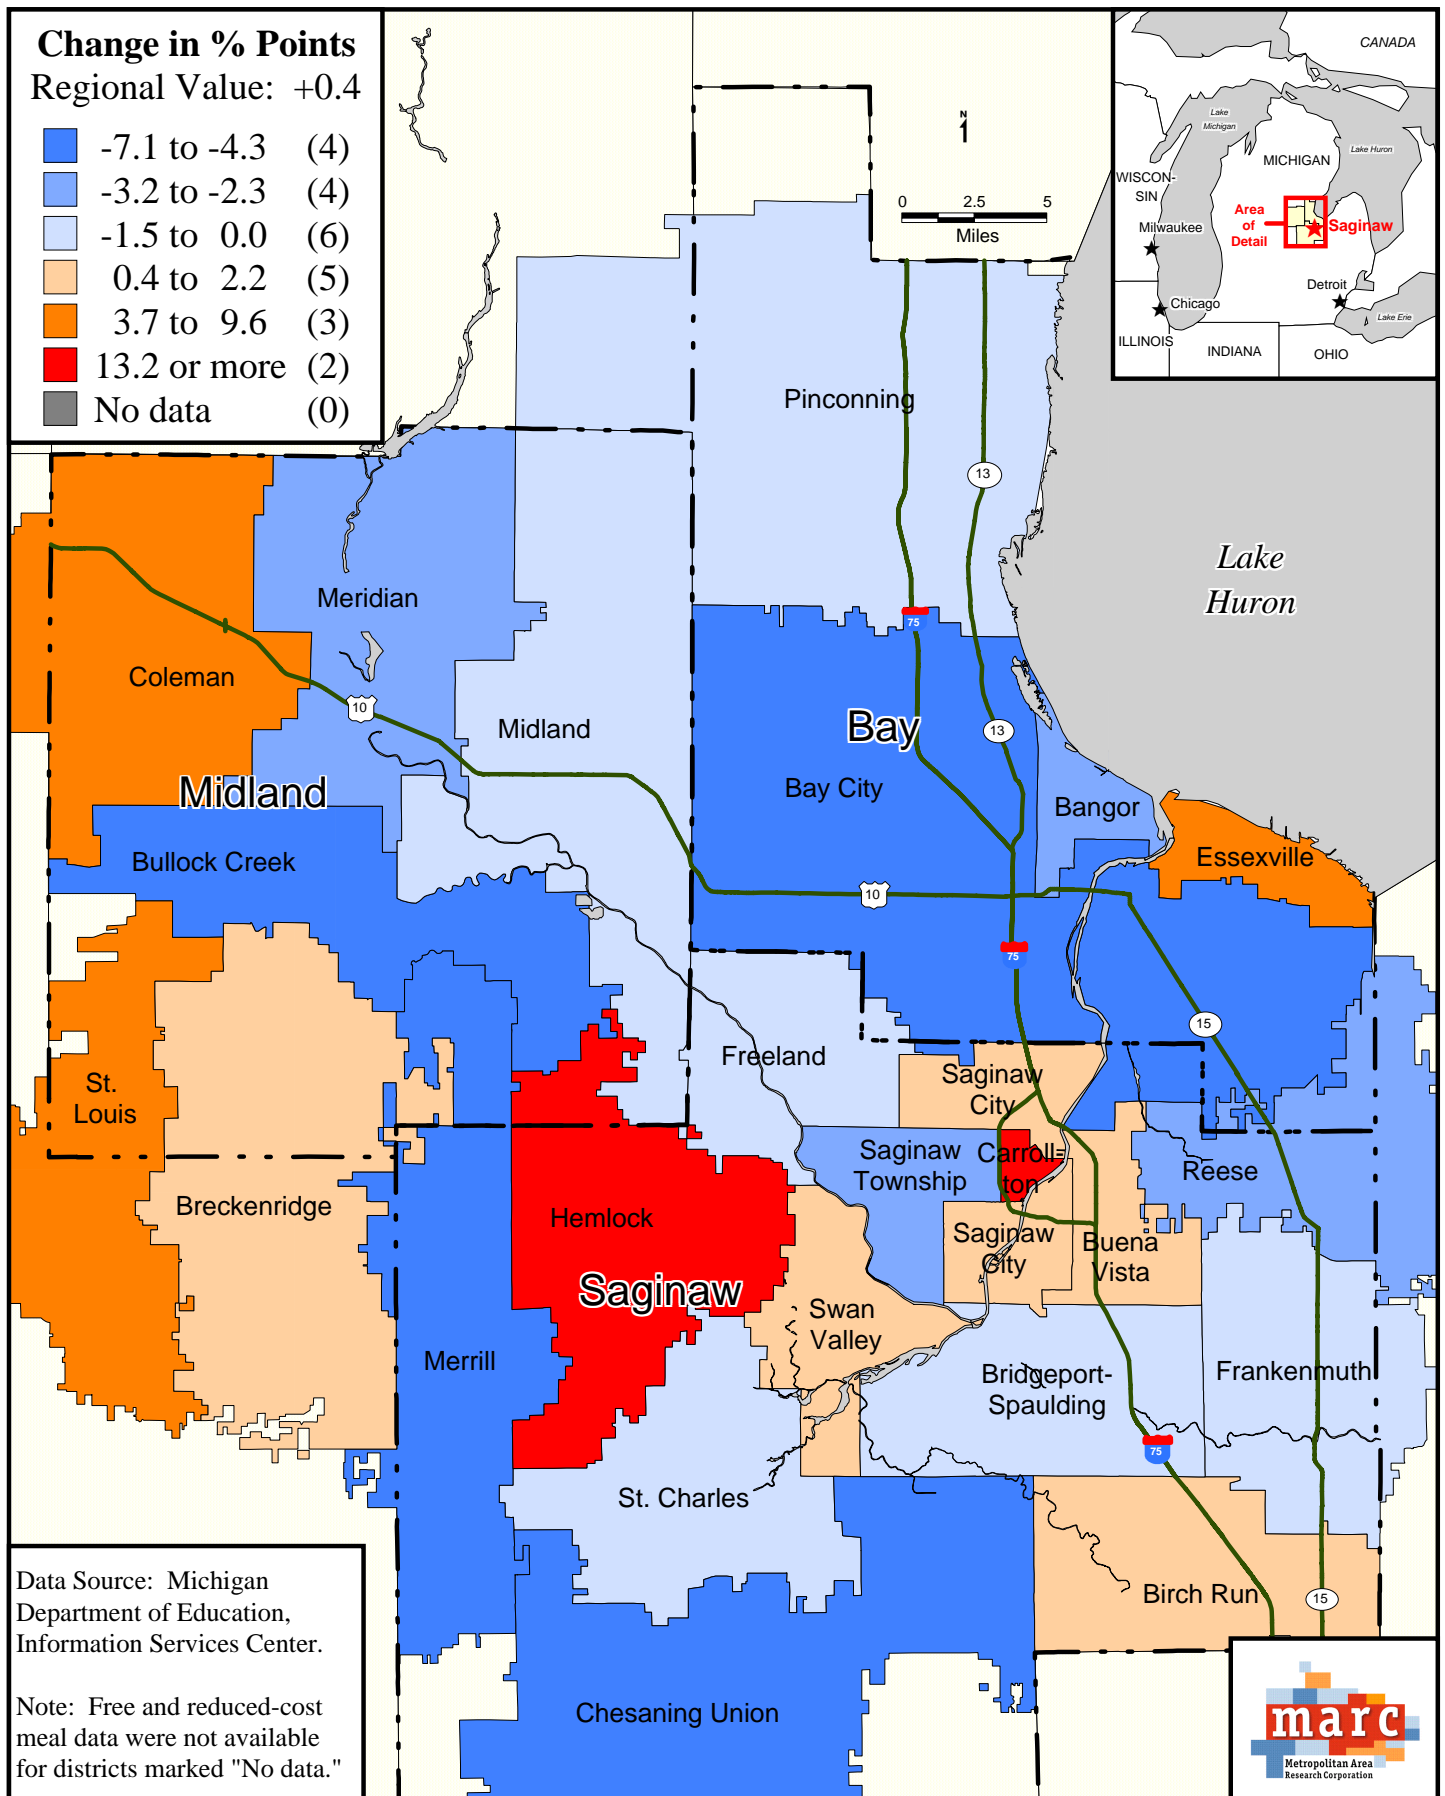 Change in % Points
Regional Value: +0.4
-7.1 to -4.3 (4)
-3.2 to -2.3 (4)
-1.5 to 0.0 (6)
0.4 to 2.2 (5)
3.7 to 9.6 (3)
13.2 or more (2)
No data (0)
N
0 2.5 5
Miles
CANADA
Lake
Michigan
Lake Huron
MICHIGAN
WISCON-
SIN
Area
of
Detail
Saginaw
Milwaukee
Detroit
Chicago
Lake Erie
ILLINOIS
INDIANA
OHIO
Pinconning
13
Lake
Huron
Meridian
75
Coleman
10
Midland
Bay
13
Midland
Bay City
Bangor
Bullock Creek
Essexville
10
75
15
Freeland
St.
Louis
Saginaw
City
Saginaw
Township
Carroll-
ton
Reese
Breckenridge
Hemlock
Saginaw
City
Buena
Vista
Saginaw
Swan
Valley
Merrill
Bridgeport-
Spaulding
Frankenmuth
75
St. Charles
Birch Run
15
Chesaning Union
Data Source: Michigan
Department of Education,
Information Services Center.
Note: Free and reduced-cost
meal data were not available
for districts marked "No data."
marc
Metropolitan Area
Research Corporation